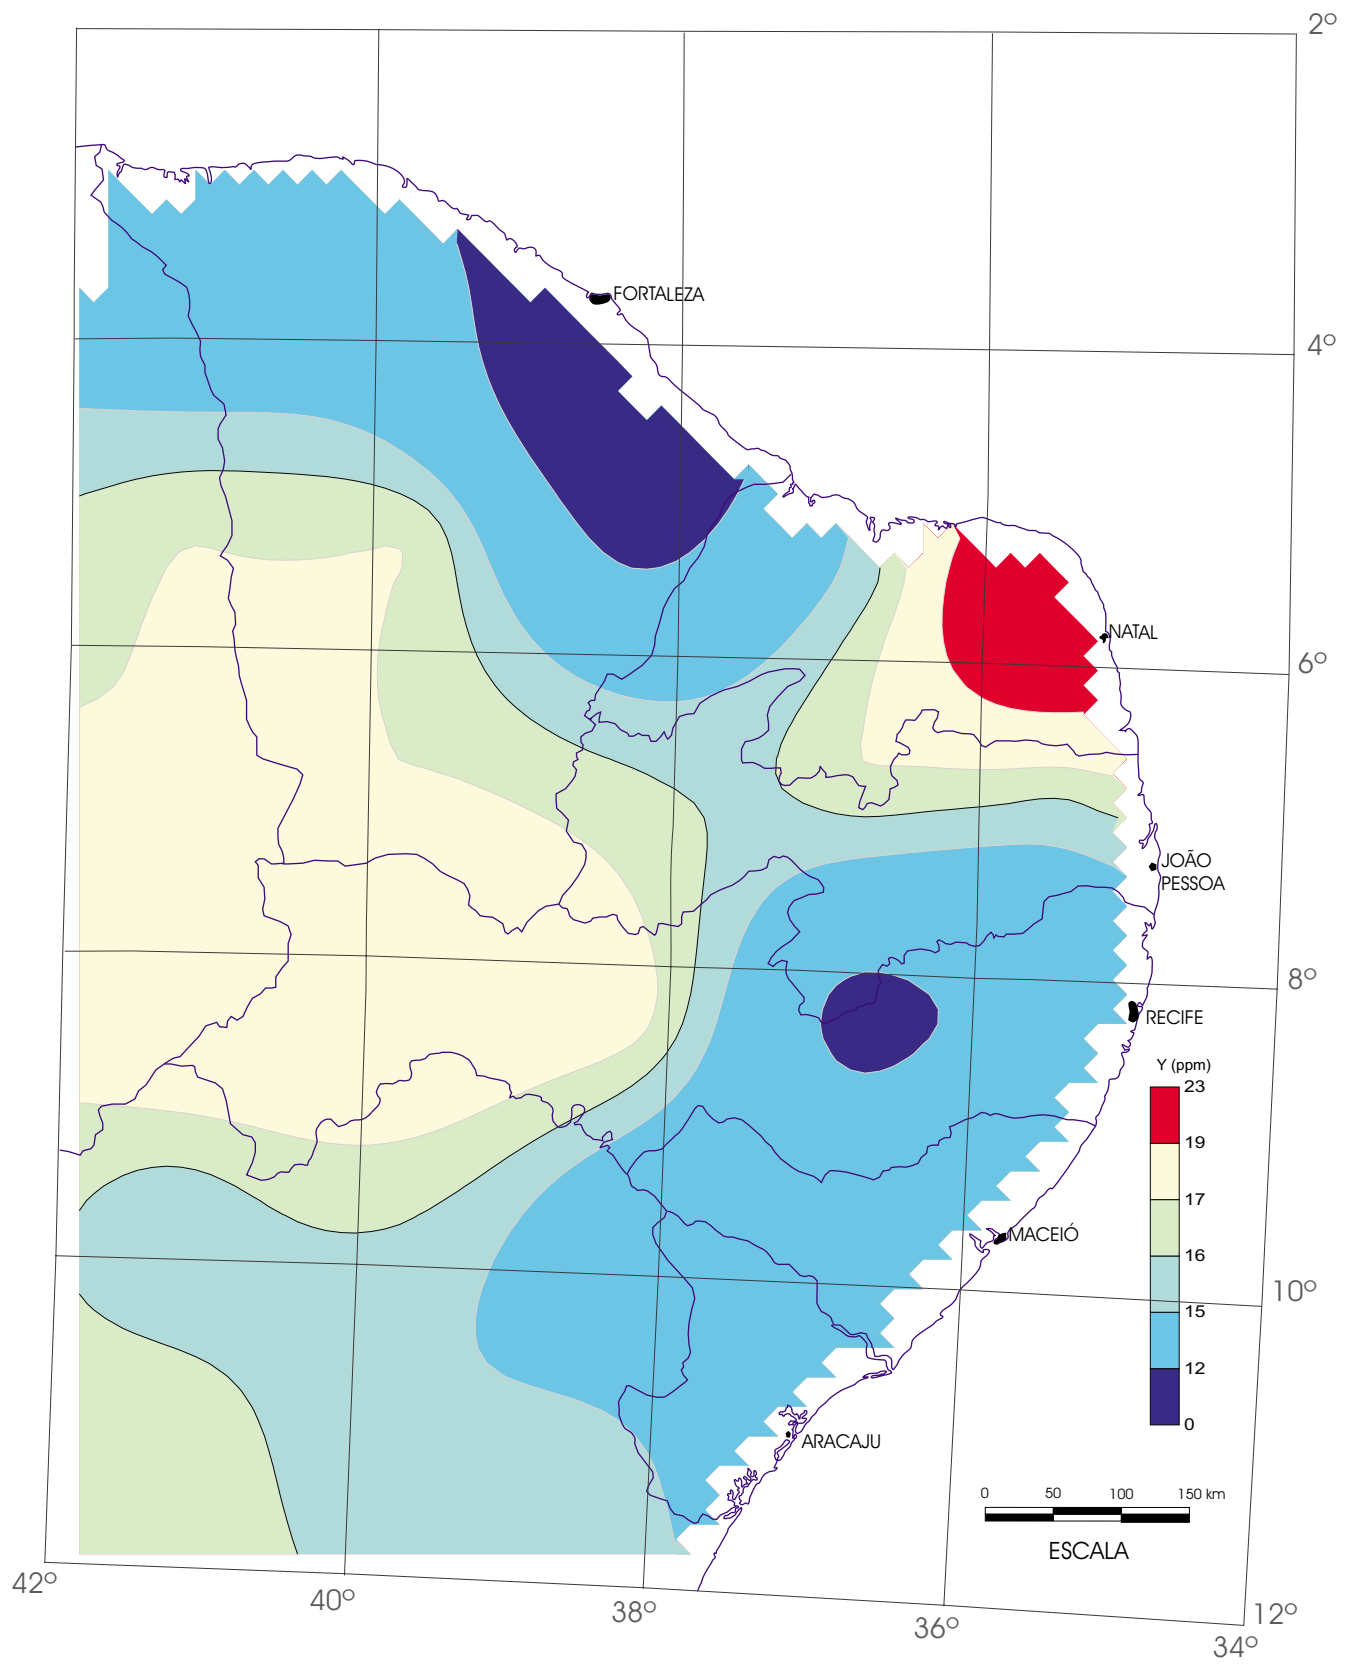 2°
FORTALEZA
4°
NATAL
6°
JOÃO
PESSOA
8°
RECIFE
Y (ppm)
23
19
17
16
15
12
0
MACEIÓ
10°
ARACAJU
0 50 100 150 km
ESCALA
42°
40°
38°
36°
12°
34°